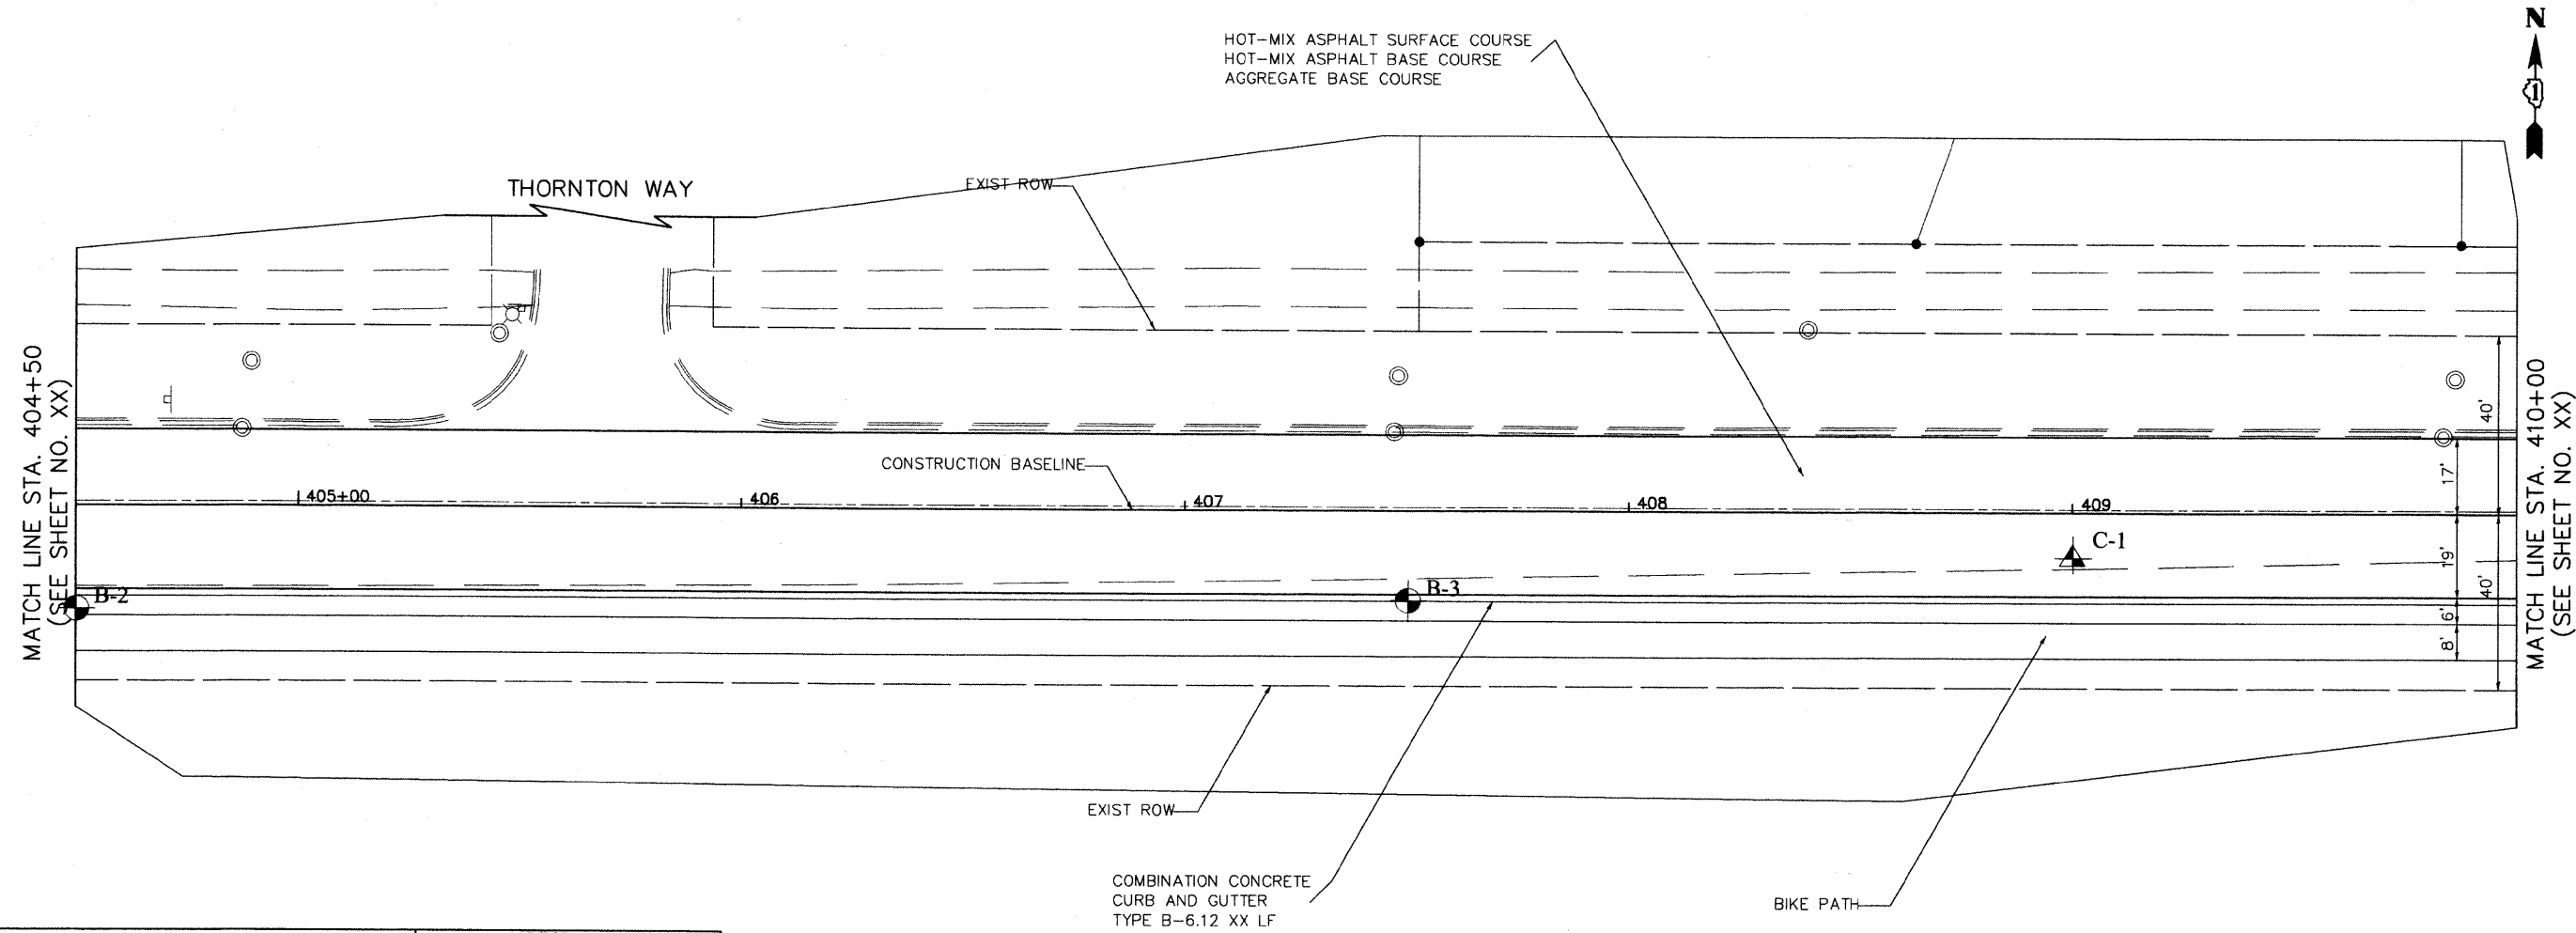 N
1
HOT-MIX ASPHALT SURFACE COURSE
HOT-MIX ASPHALT BASE COURSE
AGGREGATE BASE COURSE
THORNTON WAY
EXIST ROW
MATCH LINE STA. 404+50
(SEE SHEET NO. XX)
CONSTRUCTION BASELINE
405+00
406
407
408
409
40'
17'
19'
40'
6'
8'
C-1
B-2
B-3
MATCH LINE STA. 410+00
(SEE SHEET NO. XX)
EXIST ROW
COMBINATION CONCRETE
CURB AND GUTTER
TYPE B-6.12 XX LF
BIKE PATH